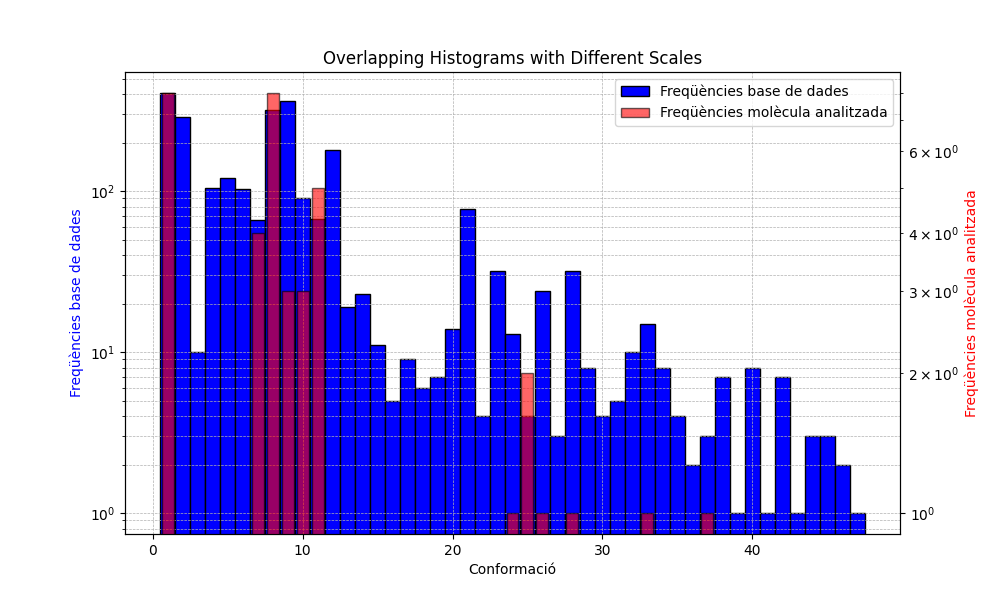 Overlapping Histograms with Different Scales
Freqüències base de dades
Freqüències molècula analitzada
Freqüències base de dades
10²
10¹
10⁰
6 × 10⁰
4 × 10⁰
3 × 10⁰
2 × 10⁰
10⁰
Freqüències molècula analitzada
0 10 20 30 40
Conformació